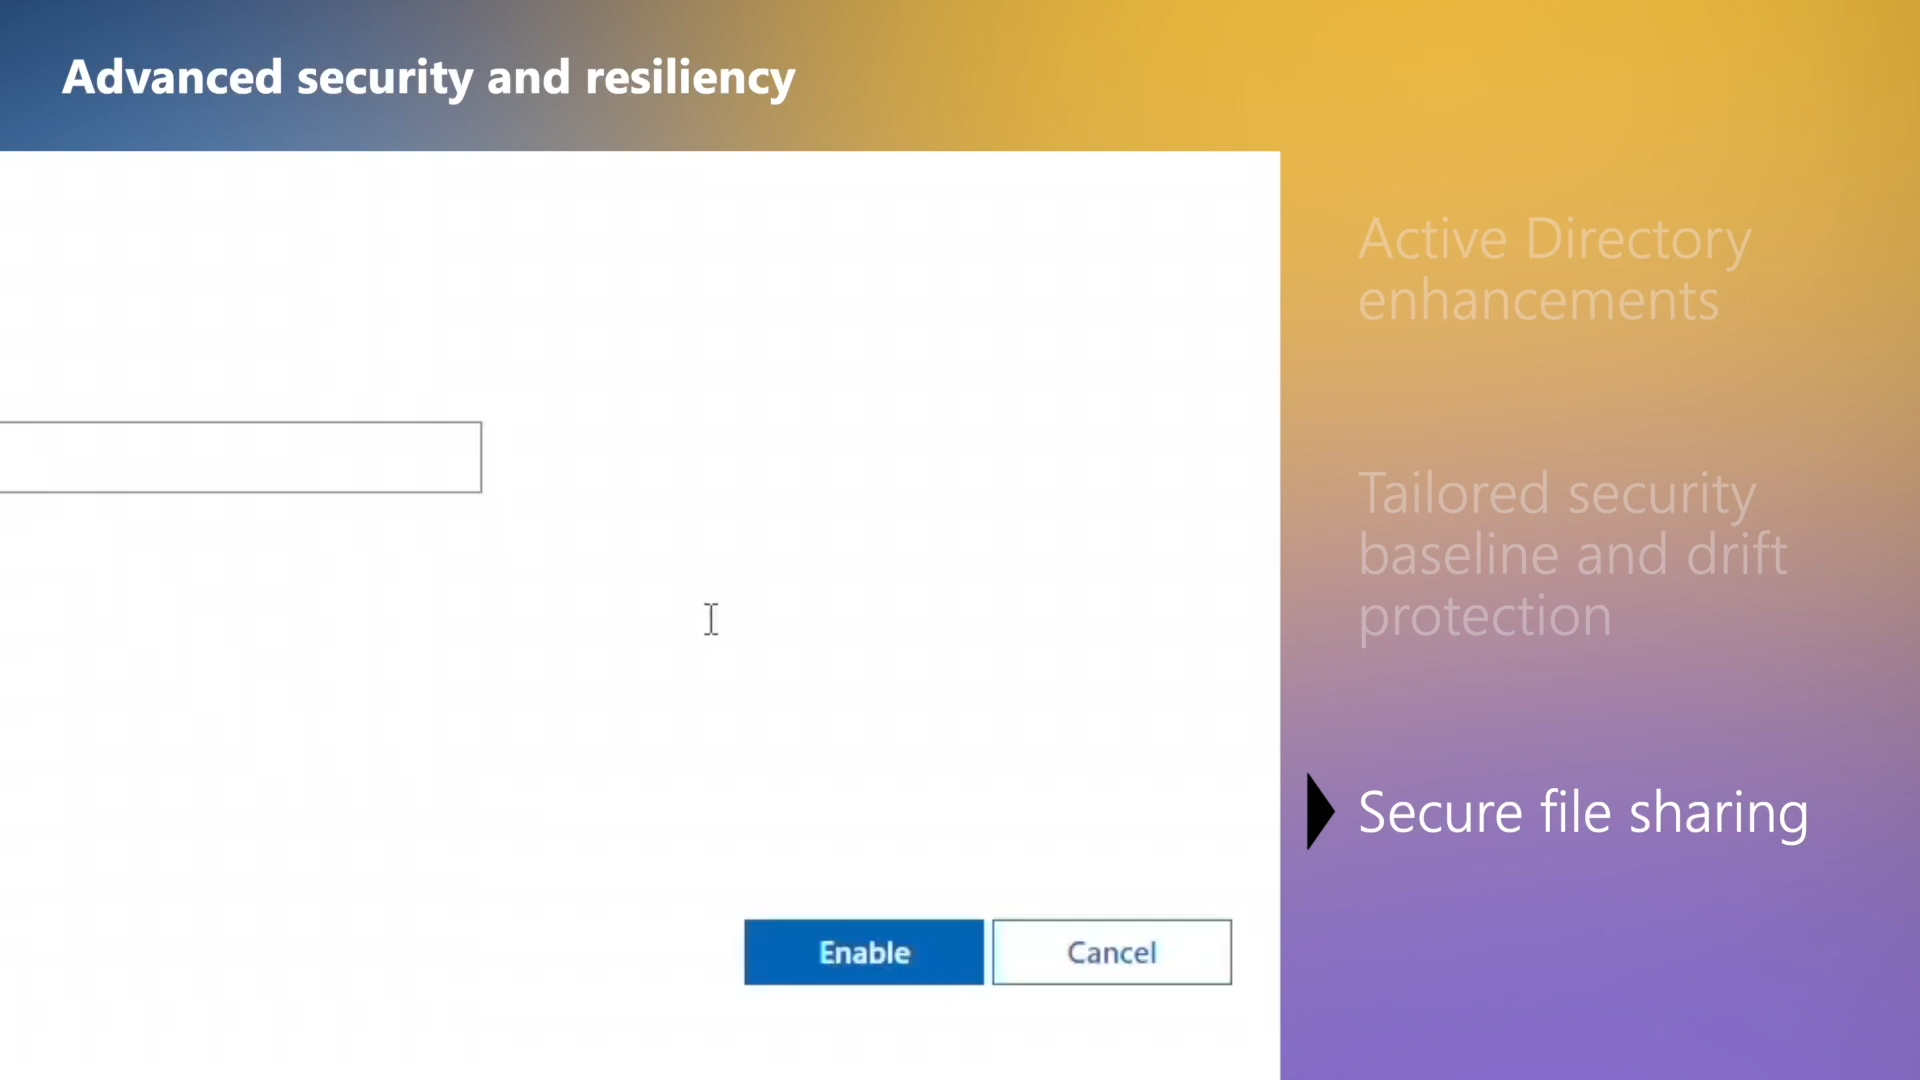 Advanced security and resiliency
Active Directory
enhancements
Tailored security
baseline and drift
protection
Secure file sharing
Enable
Cancel